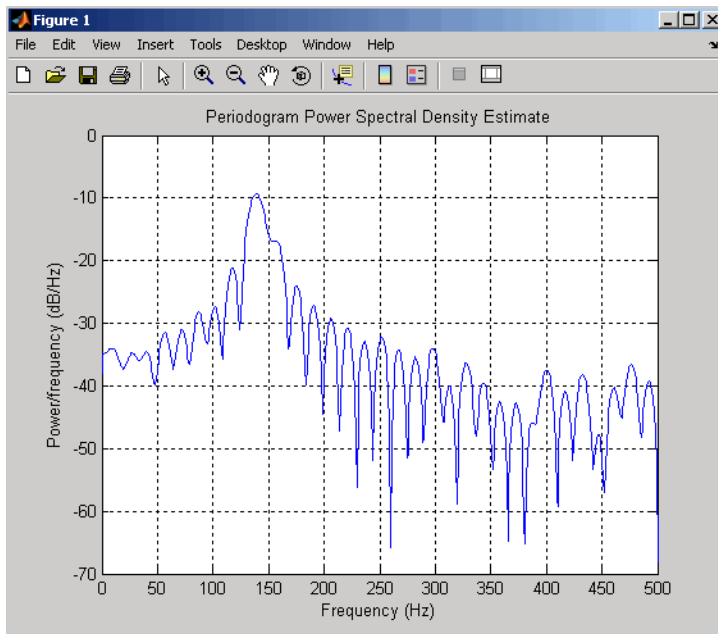 Figure 1
File Edit View Insert Tools Desktop Window Help
Periodogram Power Spectral Density Estimate
0
-10
-20
-30
-40
-50
-60
-70
Power/frequency (dB/Hz)
0 50 100 150 200 250 300 350 400 450 500
Frequency (Hz)